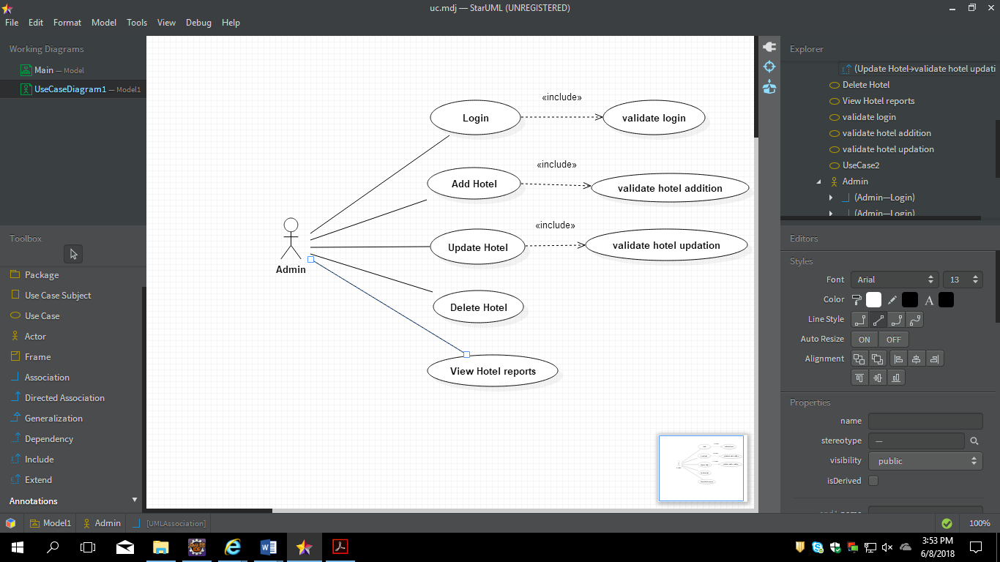 uc.mdj — StarUML (UNREGISTERED)
File Edit Format Model Tools View Debug Help
Working Diagrams
Main — Model
UseCaseDiagram1 — Model1
Toolbox
Package
Use Case Subject
Use Case
Actor
Frame
Association
Directed Association
Generalization
Dependency
Include
Extend
Annotations
«include»
Login
validate login
«include»
Add Hotel
validate hotel addition
«include»
Update Hotel
validate hotel updation
Admin
Delete Hotel
View Hotel reports
Explorer
(Update Hotel→validate hotel updati
Delete Hotel
View Hotel reports
validate login
validate hotel addition
validate hotel updation
UseCase2
Admin
(Admin—Login)
(Admin—Login)
Editors
Styles
Font Arial 13
Color A
Line Style
Auto Resize ON OFF
Alignment
Properties
name
stereotype —
visibility public
isDerived
end1.name
Model1 Admin [UMLAssociation] 100%
3:53 PM
6/8/2018